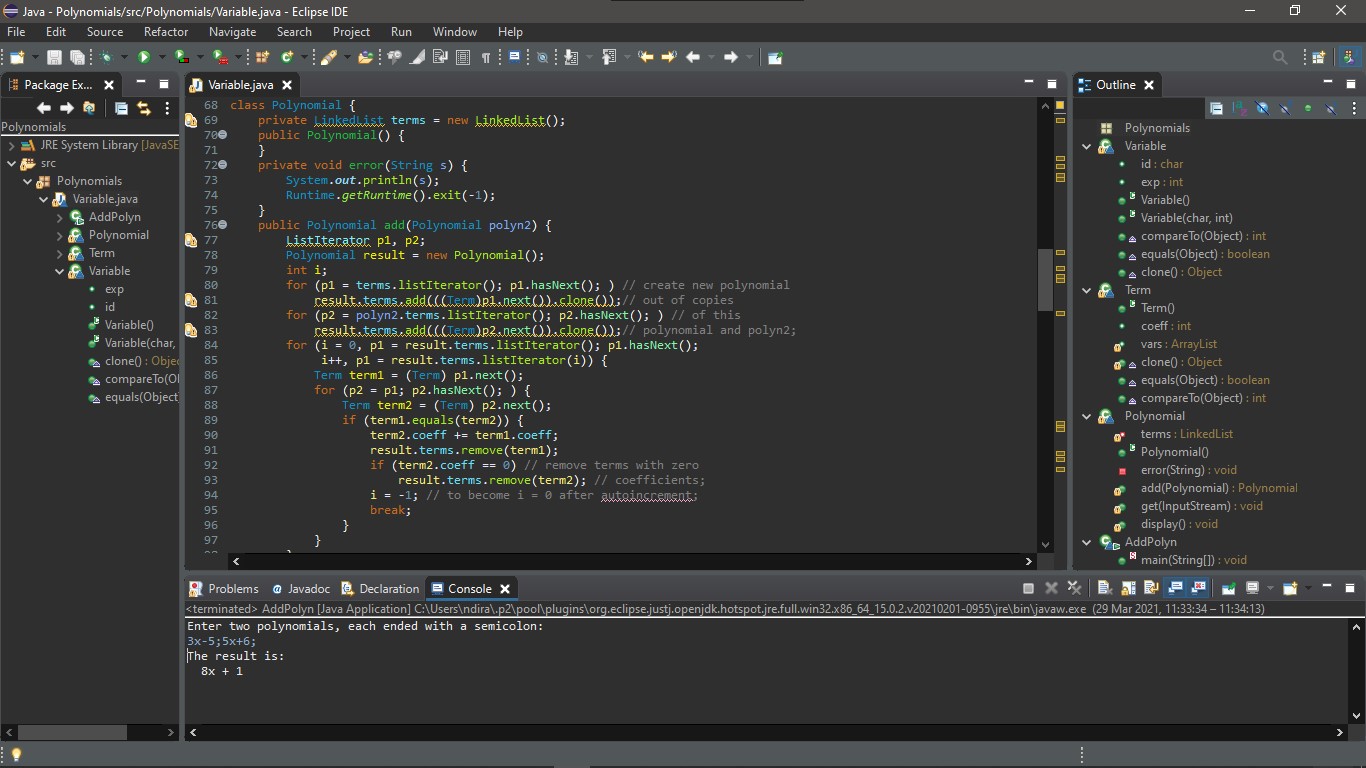 Java - Polynomials/src/Polynomials/Variable.java - Eclipse IDE
File Edit Source Refactor Navigate Search Project Run Window Help
Package Ex...
Polynomials
JRE System Library [JavaSE
src
Polynomials
Variable.java
AddPolyn
Polynomial
Term
Variable
exp
id
Variable()
Variable(char,
clone() : Objec
compareTo(Ol
equals(Object
Variable.java
68 class Polynomial {
69 private LinkedList terms = new LinkedList();
70 public Polynomial() {
71 }
72 private void error(String s) {
73 System.out.println(s);
74 Runtime.getRuntime().exit(-1);
75 }
76 public Polynomial add(Polynomial polyn2) {
77 ListIterator p1, p2;
78 Polynomial result = new Polynomial();
79 int i;
80 for (p1 = terms.listIterator(); p1.hasNext(); ) // create new polynomial
81 result.terms.add(((Term)p1.next()).clone());// out of copies
82 for (p2 = polyn2.terms.listIterator(); p2.hasNext(); ) // of this
83 result.terms.add(((Term)p2.next()).clone());// polynomial and polyn2;
84 for (i = 0, p1 = result.terms.listIterator(); p1.hasNext();
85 i++, p1 = result.terms.listIterator(i)) {
86 Term term1 = (Term) p1.next();
87 for (p2 = p1; p2.hasNext(); ) {
88 Term term2 = (Term) p2.next();
89 if (term1.equals(term2)) {
90 term2.coeff += term1.coeff;
91 result.terms.remove(term1);
92 if (term2.coeff == 0) // remove terms with zero
93 result.terms.remove(term2); // coefficients;
94 i = -1; // to become i = 0 after autoincrement;
95 break;
96 }
97 }
Outline
Polynomials
Variable
id : char
exp : int
Variable()
Variable(char, int)
compareTo(Object) : int
equals(Object) : boolean
clone() : Object
Term
Term()
coeff : int
vars : ArrayList
clone() : Object
equals(Object) : boolean
compareTo(Object) : int
Polynomial
terms : LinkedList
Polynomial()
error(String) : void
add(Polynomial) : Polynomial
get(InputStream) : void
display() : void
AddPolyn
main(String[]) : void
Problems Javadoc Declaration Console
<terminated> AddPolyn [Java Application] C:\Users\ndira\.p2\pool\plugins\org.eclipse.justj.openjdk.hotspot.jre.full.win32.x86_64_15.0.2.v20210201-0955\jre\bin\javaw.exe (29 Mar 2021, 11:33:34 – 11:34:13)
Enter two polynomials, each ended with a semicolon:
3x-5;5x+6;
The result is:
8x + 1